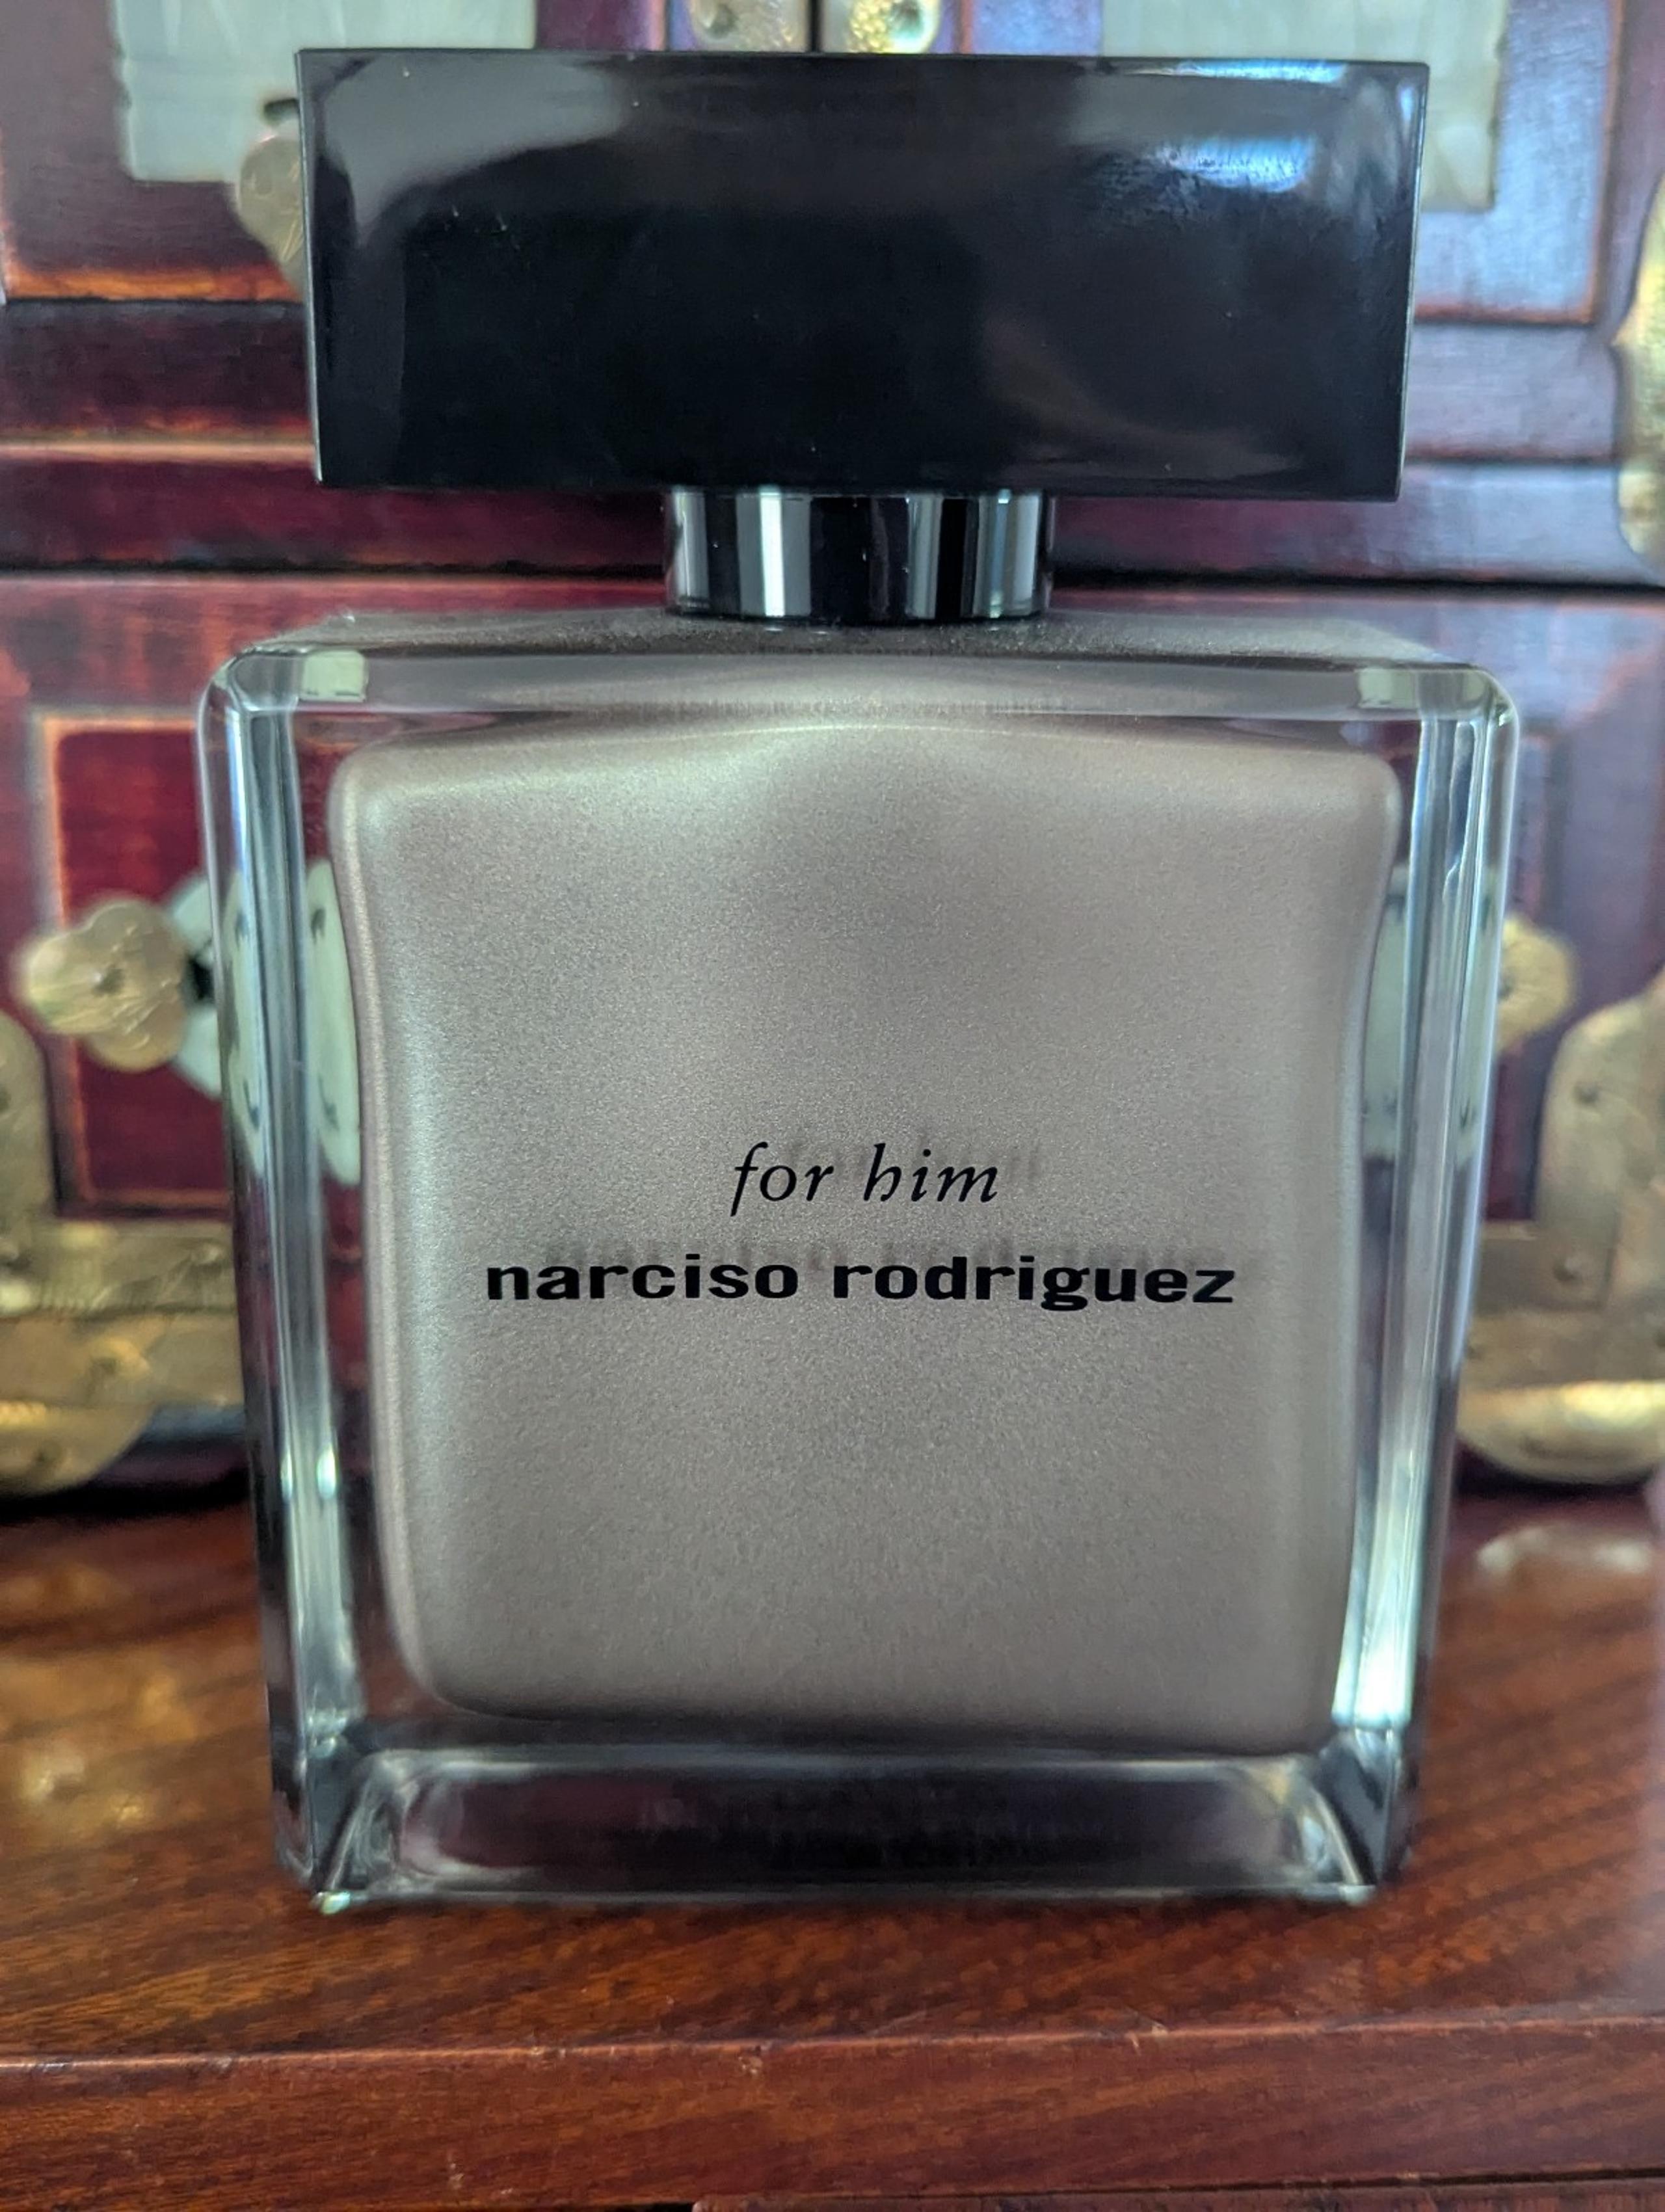 for him
narciso rodriguez